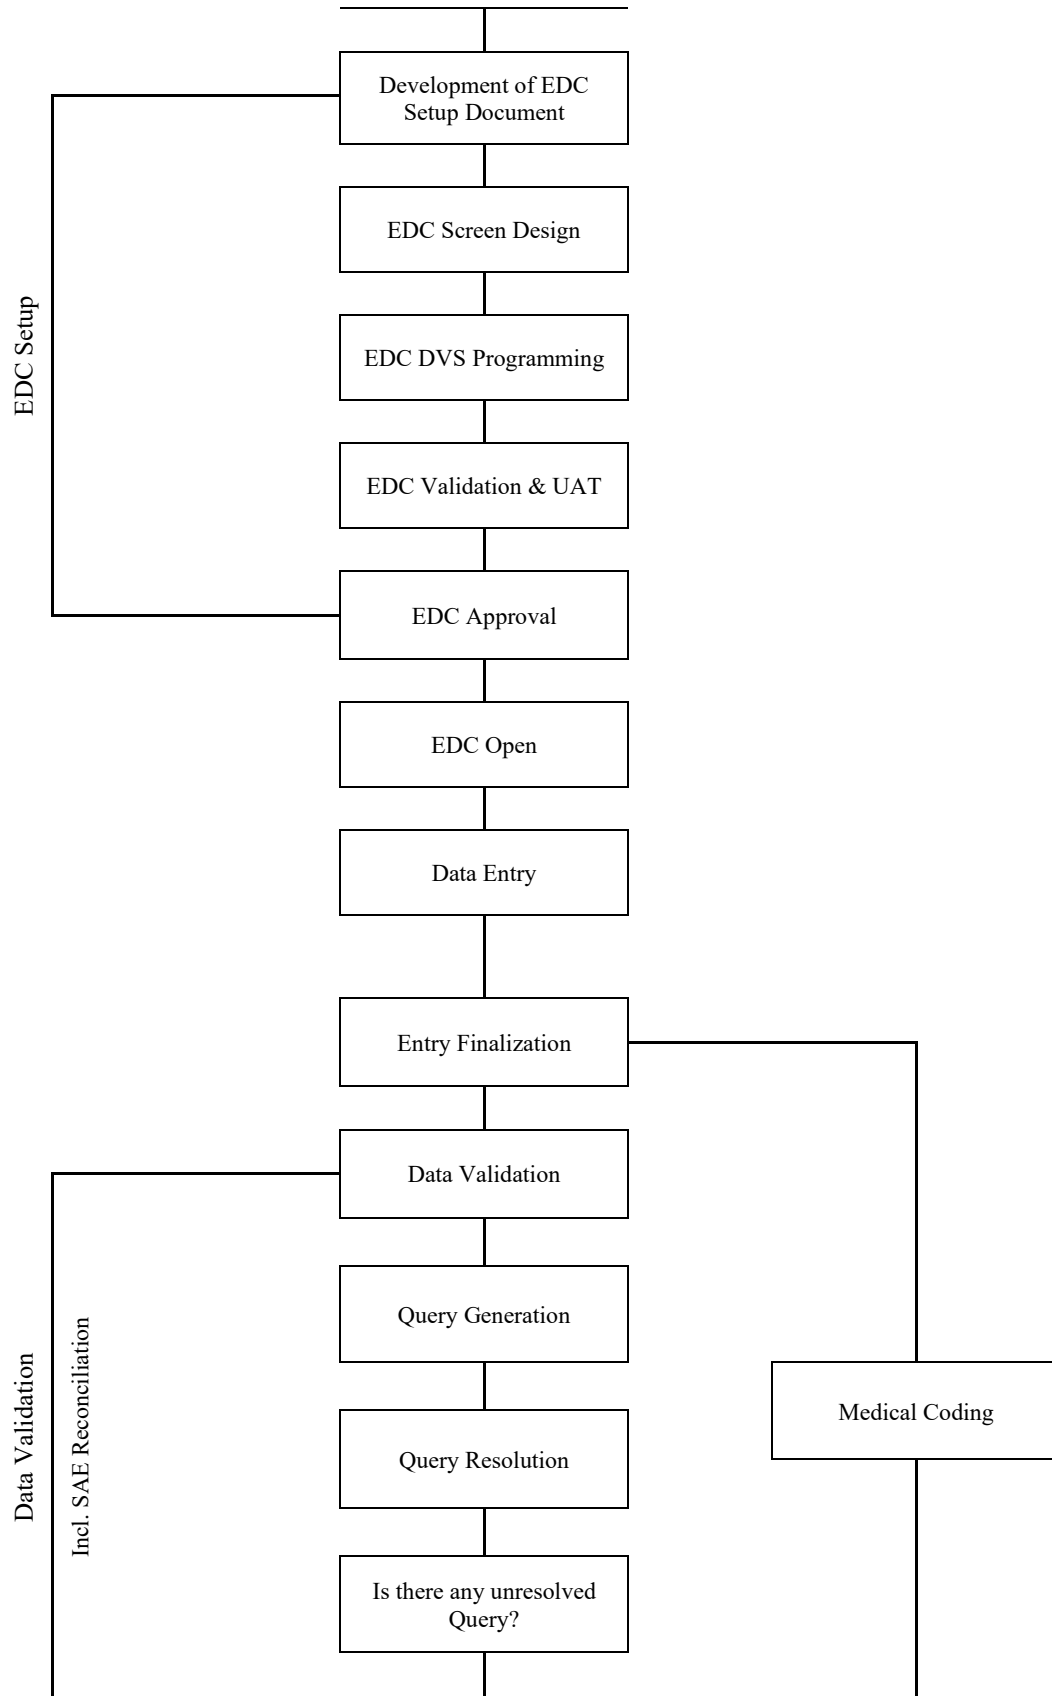 Development of EDC
Setup Document
EDC Screen Design
EDC Setup
EDC DVS Programming
EDC Validation & UAT
EDC Approval
EDC Open
Data Entry
Entry Finalization
Data Validation
Query Generation
Data Validation
Incl. SAE Reconciliation
Medical Coding
Query Resolution
Is there any unresolved
Query?